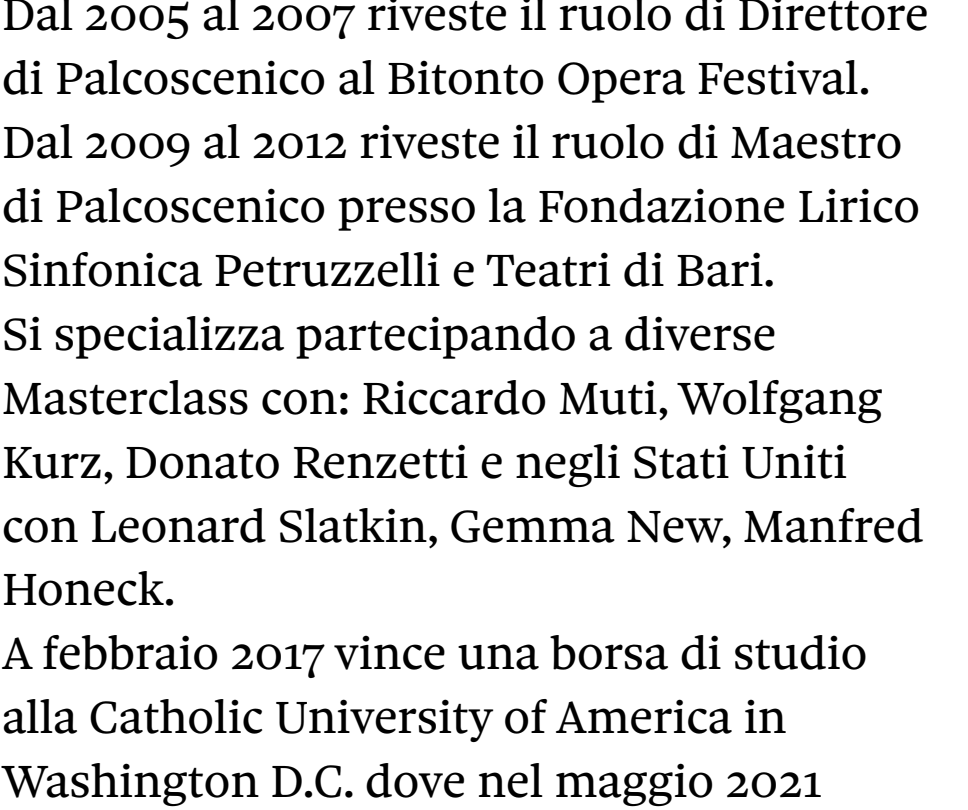 Dal 2005 al 2007 riveste il ruolo di Direttore
di Palcoscenico al Bitonto Opera Festival.
Dal 2009 al 2012 riveste il ruolo di Maestro
di Palcoscenico presso la Fondazione Lirico
Sinfonica Petruzzelli e Teatri di Bari.
Si specializza partecipando a diverse
Masterclass con: Riccardo Muti, Wolfgang
Kurz, Donato Renzetti e negli Stati Uniti
con Leonard Slatkin, Gemma New, Manfred
Honeck.
A febbraio 2017 vince una borsa di studio
alla Catholic University of America in
Washington D.C. dove nel maggio 2021